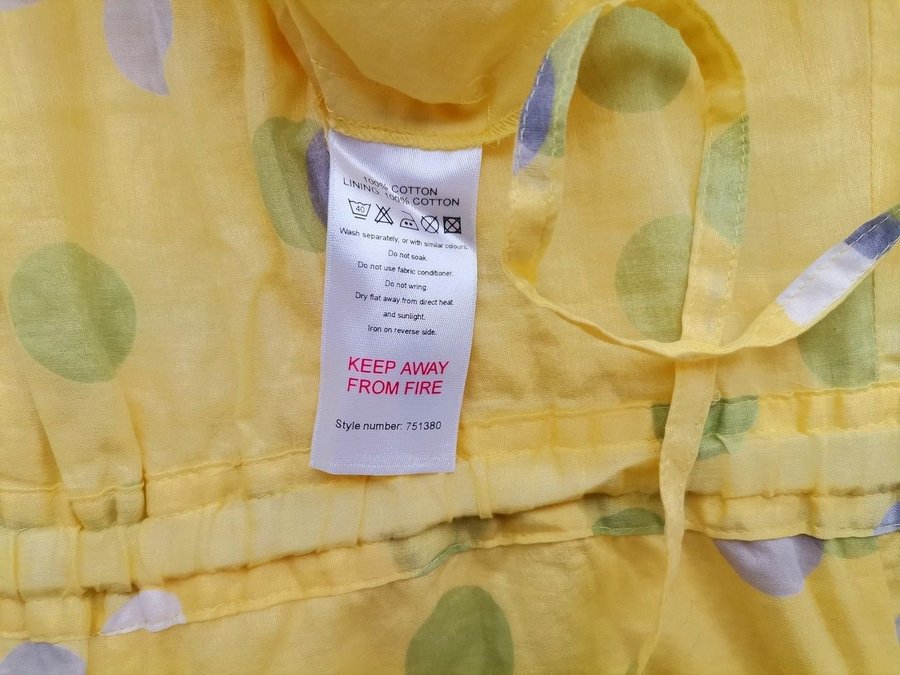 100% COTTON
LINING: 100% COTTON
40
Wash separately, or with similar colours.
Do not soak.
Do not use fabric conditioner.
Do not wring.
Dry flat away from direct heat
and sunlight.
Iron on reverse side.
KEEP AWAY
FROM FIRE
Style number: 751380